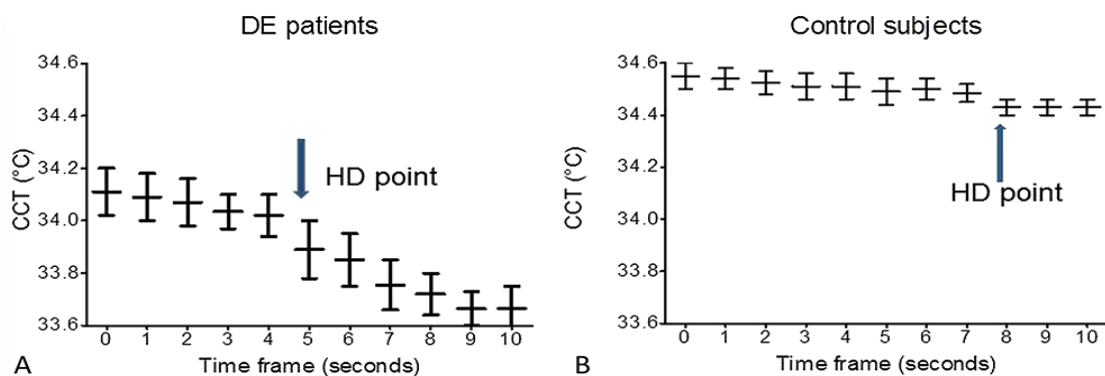 DE patients
34.6
34.4
34.2
34.0
33.8
33.6
CCT (°C)
HD point
0 1 2 3 4 5 6 7 8 9 10
Time frame (seconds)
A
Control subjects
34.6
34.4
34.2
34.0
33.8
33.6
CCT (°C)
HD point
0 1 2 3 4 5 6 7 8 9 10
Time frame (seconds)
B